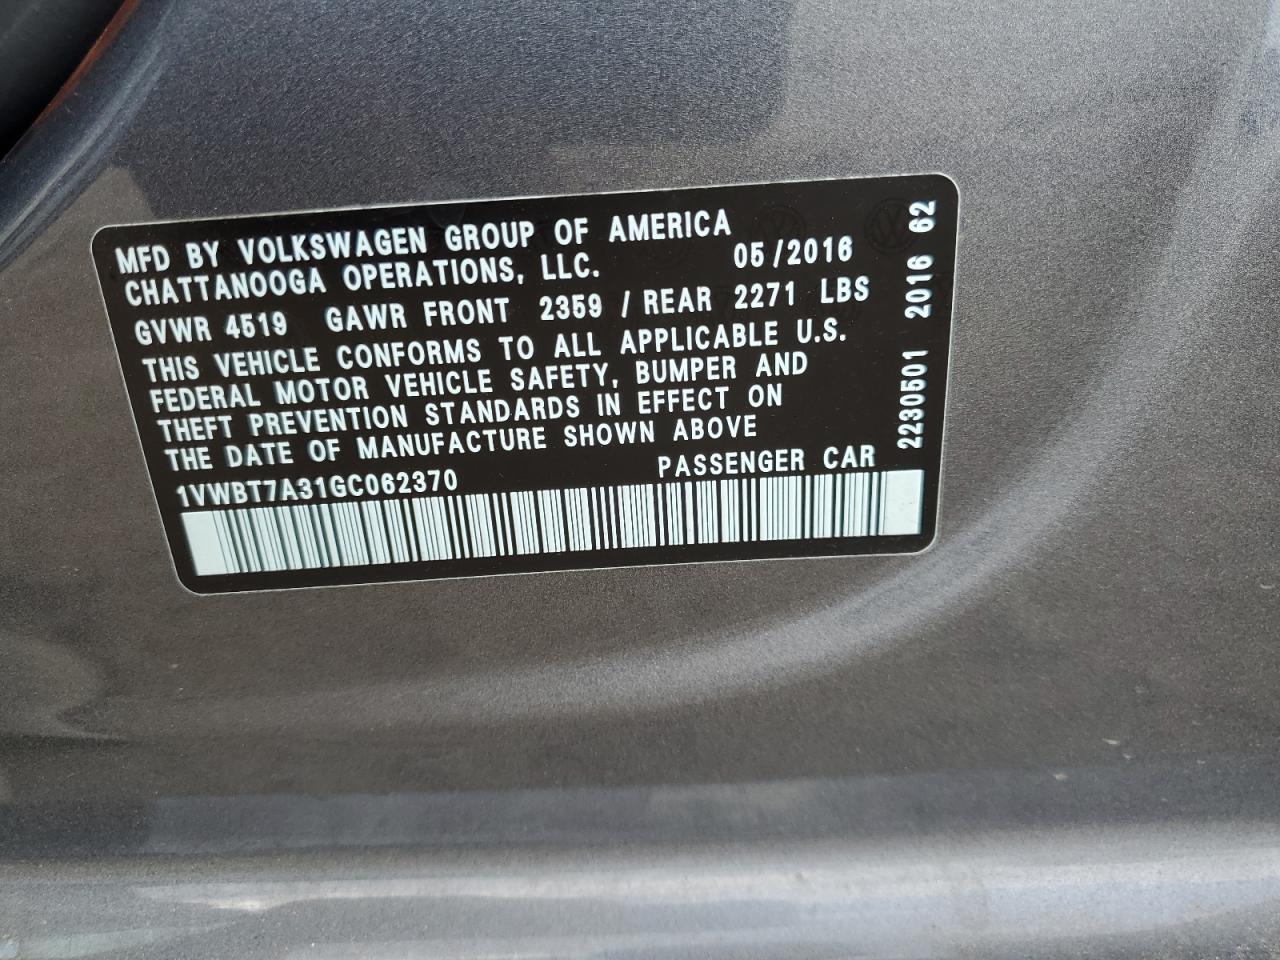 MFD BY VOLKSWAGEN GROUP OF AMERICA
CHATTANOOGA OPERATIONS, LLC. 05/2016
GVWR 4519 GAWR FRONT 2359 / REAR 2271 LBS
THIS VEHICLE CONFORMS TO ALL APPLICABLE U.S.
FEDERAL MOTOR VEHICLE SAFETY, BUMPER AND
THEFT PREVENTION STANDARDS IN EFFECT ON
THE DATE OF MANUFACTURE SHOWN ABOVE
1VWBT7A31GC062370 PASSENGER CAR
2230501 2016 62